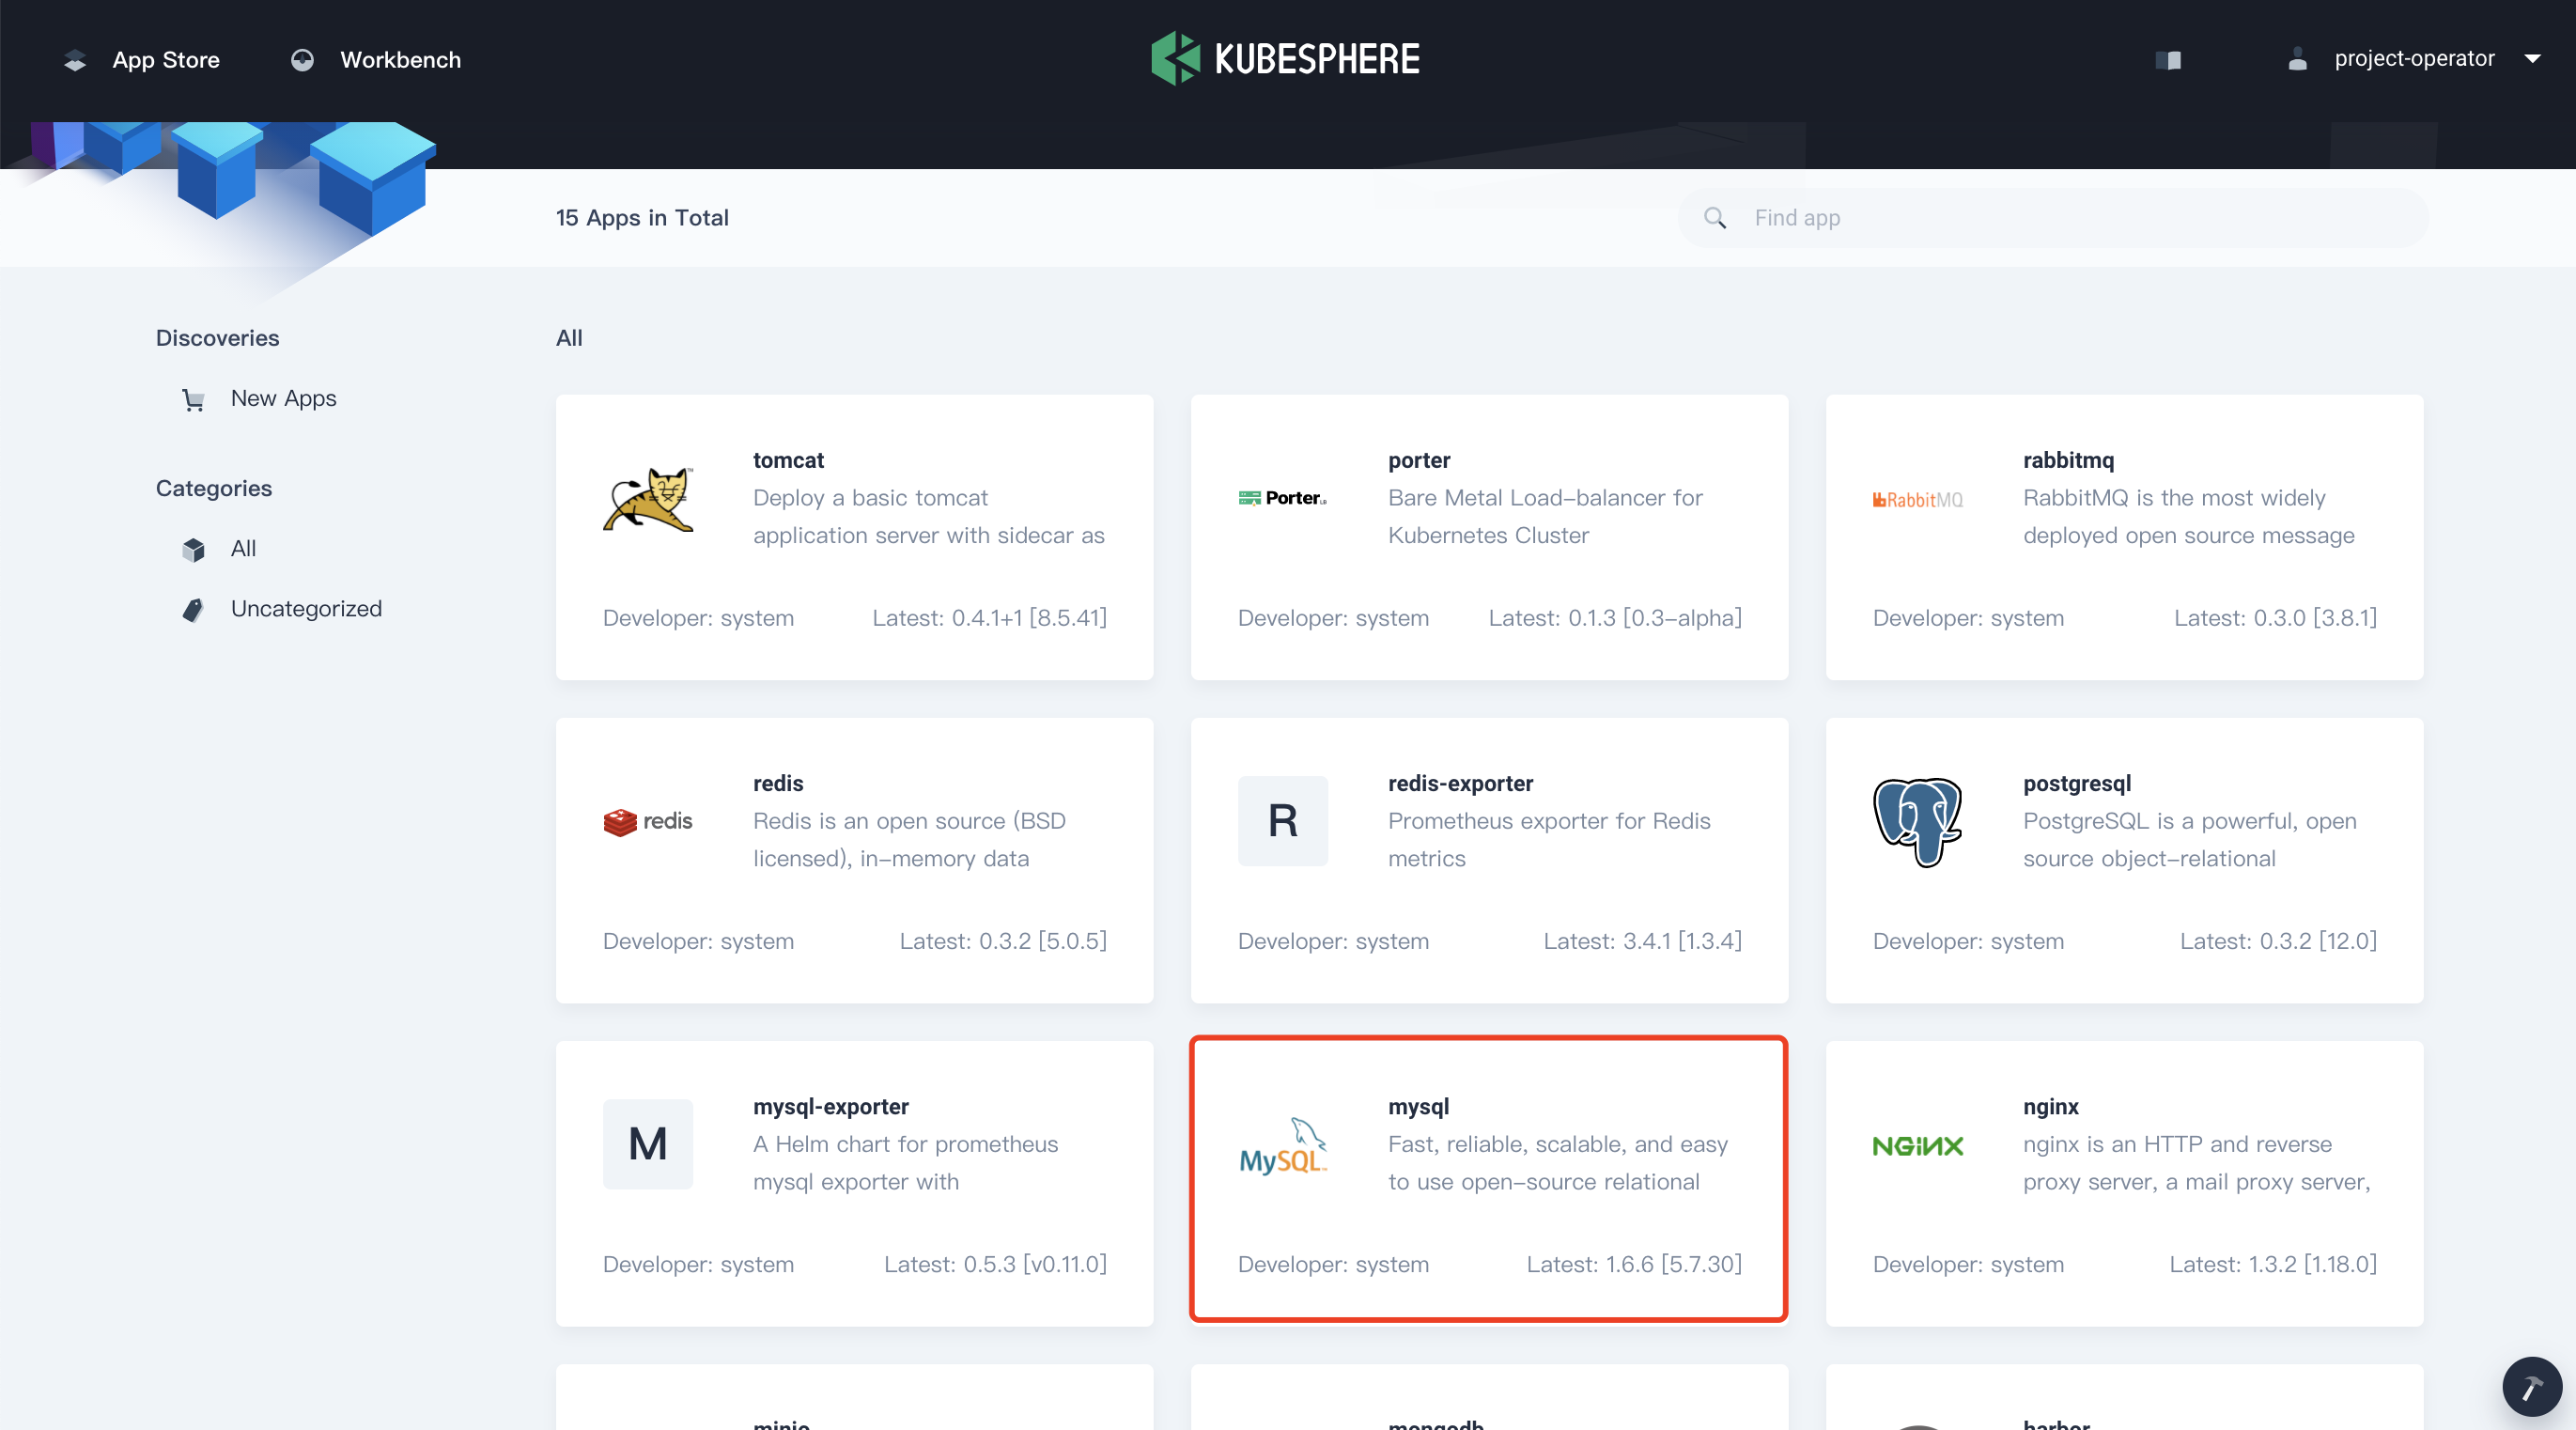 App Store
Workbench
KUBESPHERE
project-operator
15 Apps in Total
Find app
Discoveries
New Apps
Categories
All
Uncategorized
All
tomcat
Deploy a basic tomcat
application server with sidecar as
Developer: system
Latest: 0.4.1+1 [8.5.41]
Porter
porter
Bare Metal Load-balancer for
Kubernetes Cluster
Developer: system
Latest: 0.1.3 [0.3-alpha]
RabbitMQ
rabbitmq
RabbitMQ is the most widely
deployed open source message
Developer: system
Latest: 0.3.0 [3.8.1]
redis
redis
Redis is an open source (BSD
licensed), in-memory data
Developer: system
Latest: 0.3.2 [5.0.5]
R
redis-exporter
Prometheus exporter for Redis
metrics
Developer: system
Latest: 3.4.1 [1.3.4]
postgresql
PostgreSQL is a powerful, open
source object-relational
Developer: system
Latest: 0.3.2 [12.0]
M
mysql-exporter
A Helm chart for prometheus
mysql exporter with
Developer: system
Latest: 0.5.3 [v0.11.0]
MySQL
mysql
Fast, reliable, scalable, and easy
to use open-source relational
Developer: system
Latest: 1.6.6 [5.7.30]
NGINX
nginx
nginx is an HTTP and reverse
proxy server, a mail proxy server,
Developer: system
Latest: 1.3.2 [1.18.0]
minio
mongodb
harbor